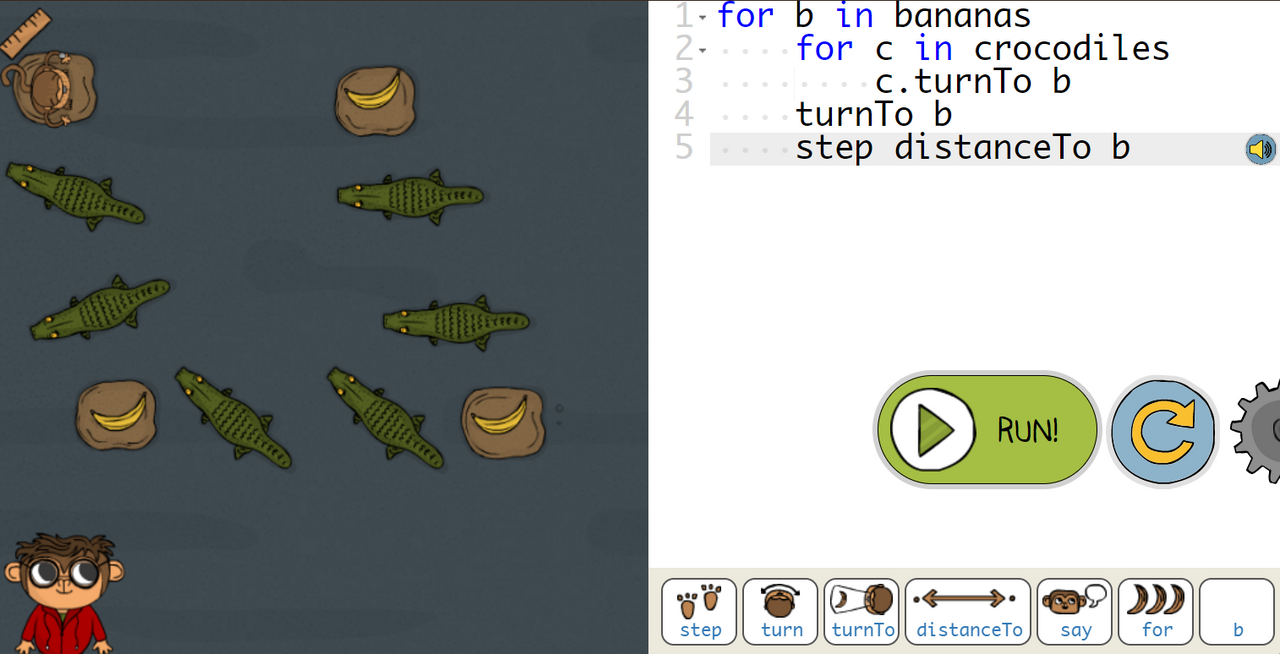 1 for b in bananas
2 for c in crocodiles
3 c.turnTo b
4 turnTo b
5 step distanceTo b
RUN!
step turn turnTo distanceTo say for b